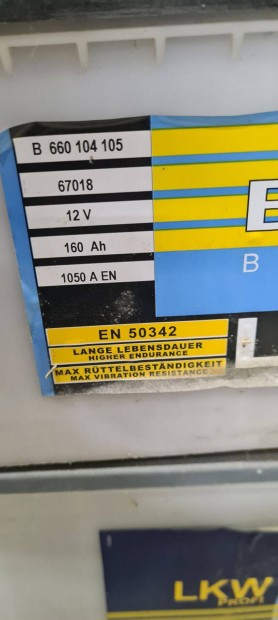 B 660 104 105
67018
12 V
160 Ah
1050 A EN
B
EN 50342
LANGE LEBENSDAUER
HIGHER ENDURANCE
MAX RÜTTELBESTÄNDIGKEIT
MAX VIBRATION RESISTANCE
LKW
PROFI